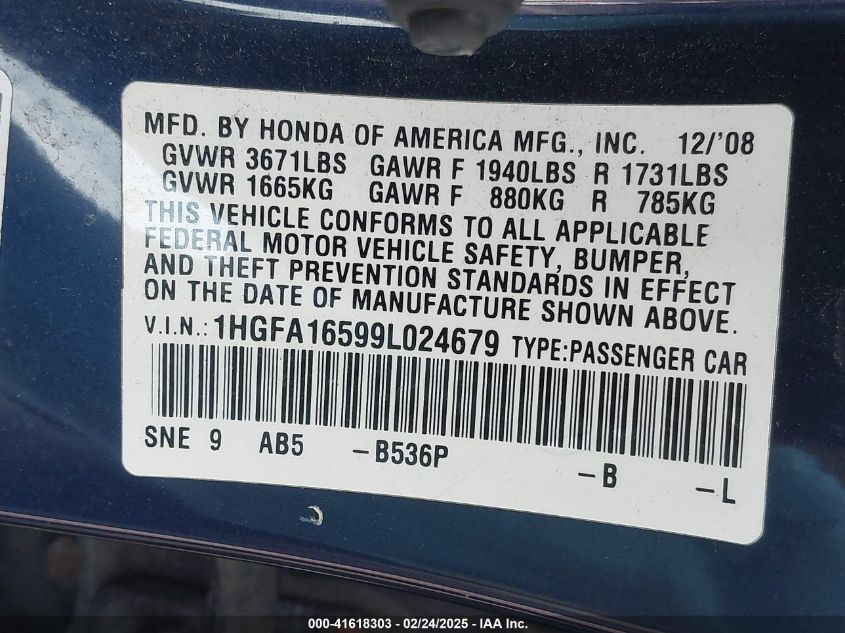 MFD. BY HONDA OF AMERICA MFG., INC. 12/'08
GVWR 3671LBS GAWR F 1940LBS R 1731LBS
GVWR 1665KG GAWR F 880KG R 785KG
THIS VEHICLE CONFORMS TO ALL APPLICABLE
FEDERAL MOTOR VEHICLE SAFETY, BUMPER,
AND THEFT PREVENTION STANDARDS IN EFFECT
ON THE DATE OF MANUFACTURE SHOWN ABOVE.
V.I.N.: 1HGFA16599L024679 TYPE:PASSENGER CAR
SNE 9 AB5 -B536P -B -L
000-41618303 - 02/24/2025 - IAAI Inc.